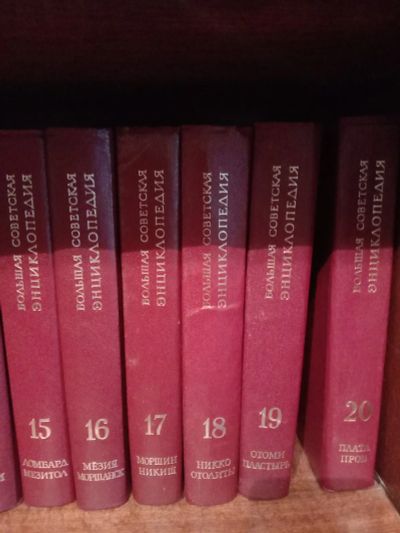 БОЛЬШАЯ СОВЕТСКАЯ
ЭНЦИКЛОПЕДИЯ
15
ЛОМБАРД
МЕЗИТОЛ
БОЛЬШАЯ СОВЕТСКАЯ
ЭНЦИКЛОПЕДИЯ
16
МЁЗИЯ
МОРШАНСК
БОЛЬШАЯ СОВЕТСКАЯ
ЭНЦИКЛОПЕДИЯ
17
МОРШИН
НИКИШ
БОЛЬШАЯ СОВЕТСКАЯ
ЭНЦИКЛОПЕДИЯ
18
НИККО
ОТОЛИТЫ
БОЛЬШАЯ СОВЕТСКАЯ
ЭНЦИКЛОПЕДИЯ
19
ОТОМИ
ПЛАСТЫРЬ
БОЛЬШАЯ СОВЕТСКАЯ
ЭНЦИКЛОПЕДИЯ
20
ПЛАТА
ПРОБ